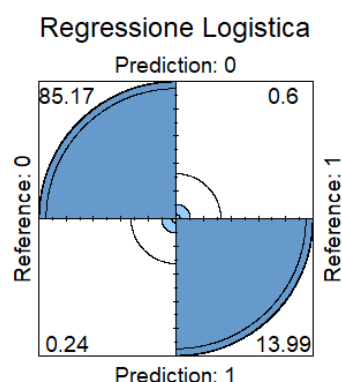 Regressione Logistica
Prediction: 0
85.17
0.6
Reference: 0
Reference: 1
0.24
13.99
Prediction: 1